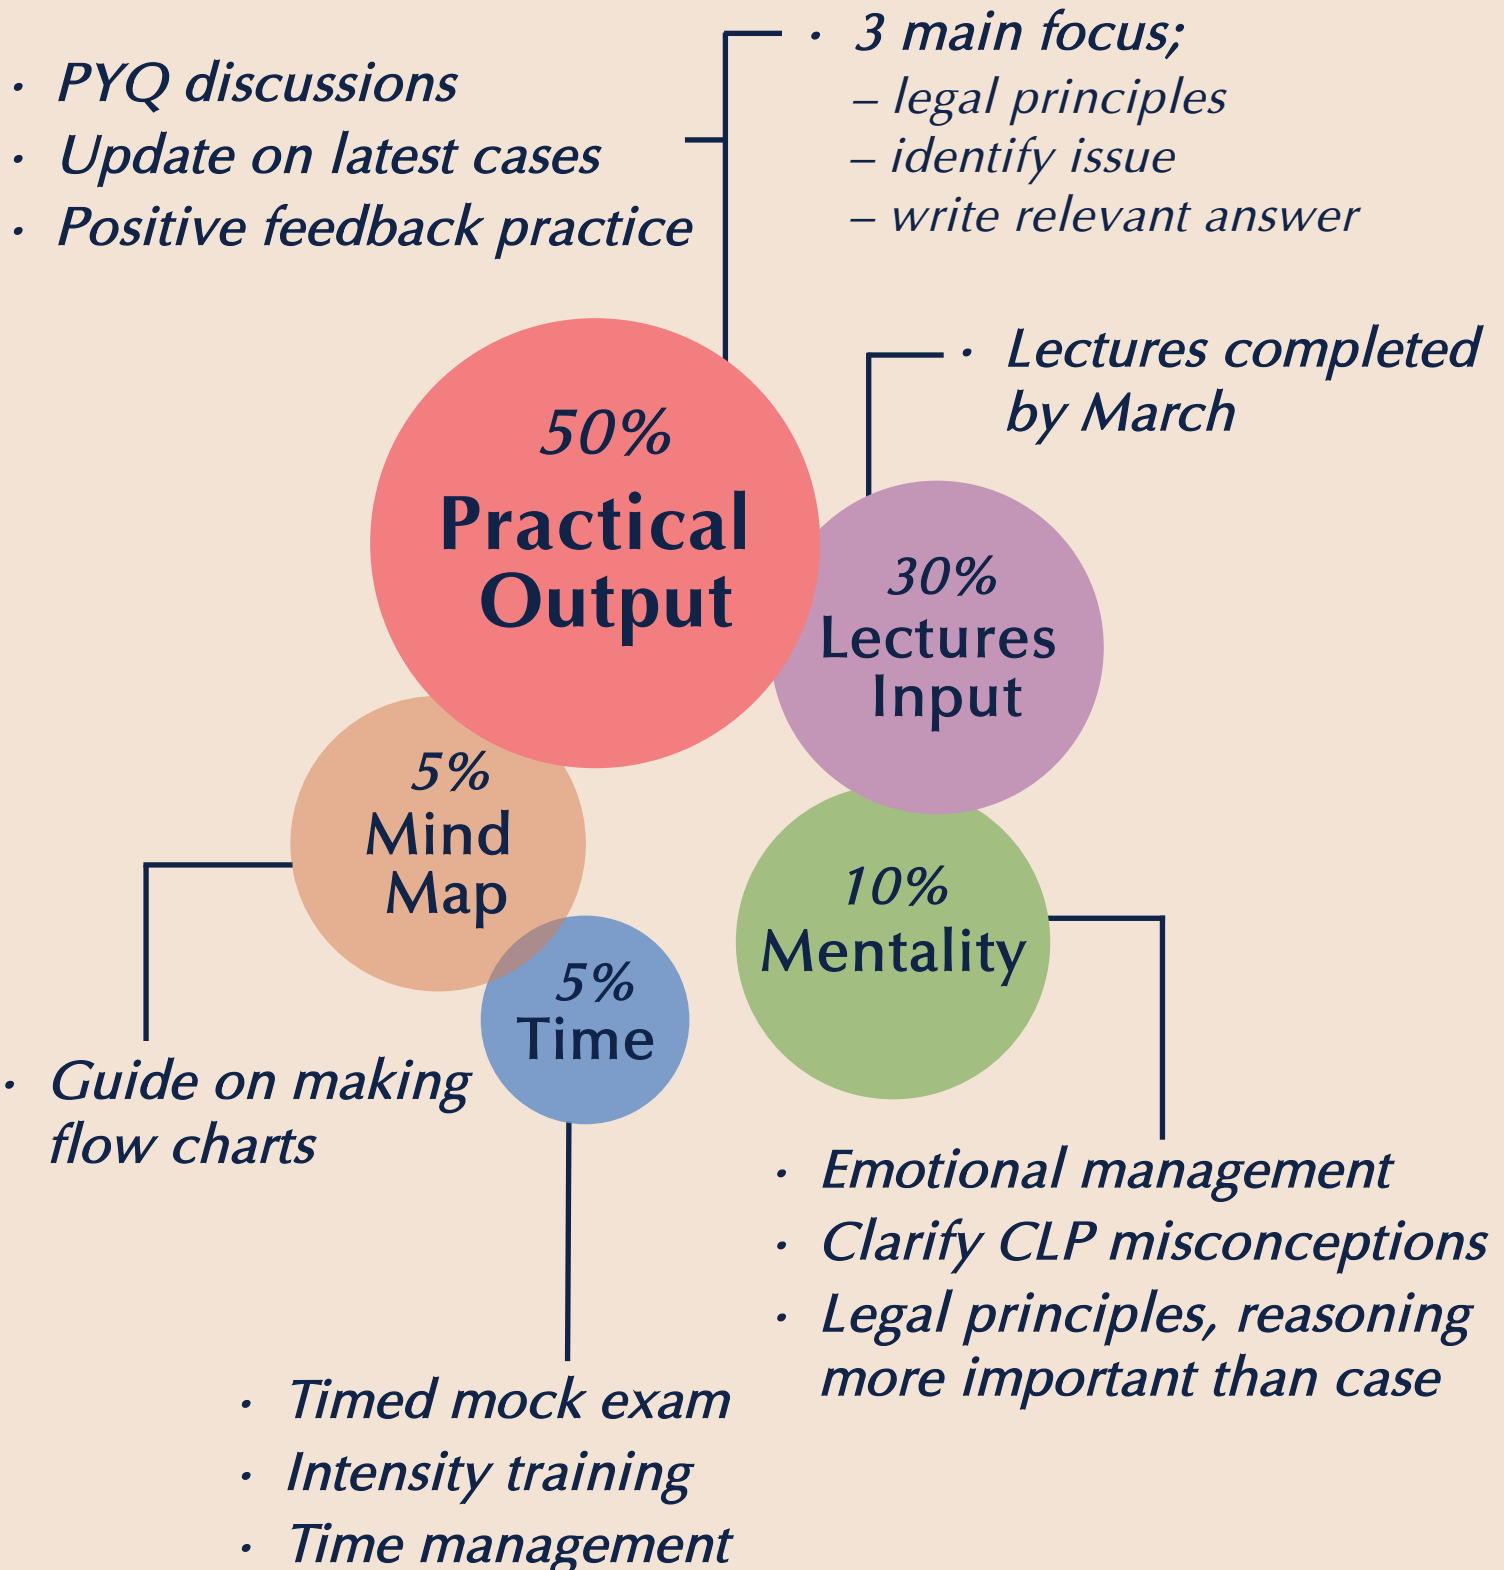 · PYQ discussions
· Update on latest cases
· Positive feedback practice
· 3 main focus;
– legal principles
– identify issue
– write relevant answer
· Lectures completed
by March
50%
Practical
Output
30%
Lectures
Input
5%
Mind
Map
10%
Mentality
5%
Time
· Guide on making
flow charts
· Emotional management
· Clarify CLP misconceptions
· Legal principles, reasoning
more important than case
· Timed mock exam
· Intensity training
· Time management